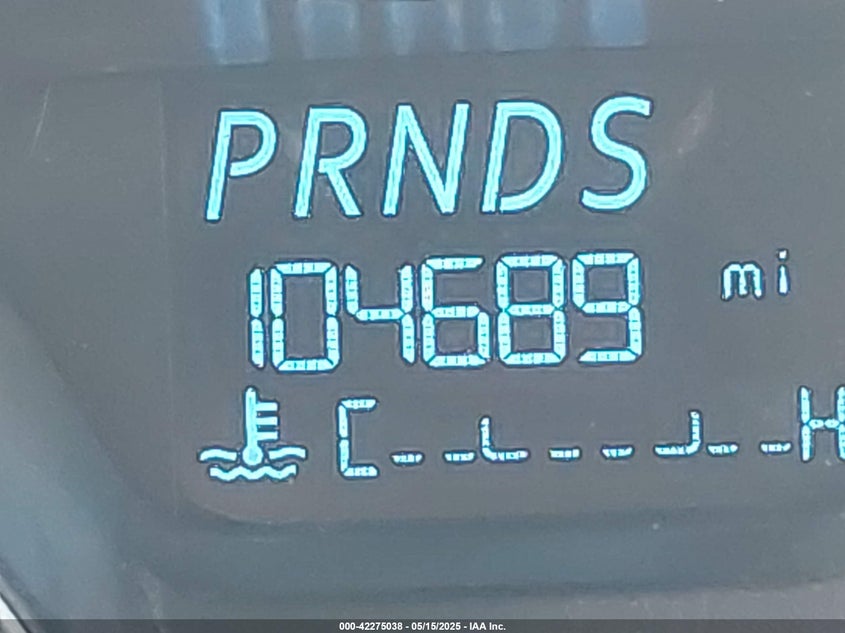 PRNDS
104689 mi
C H
000-42275038 - 05/15/2025 - IAA Inc.